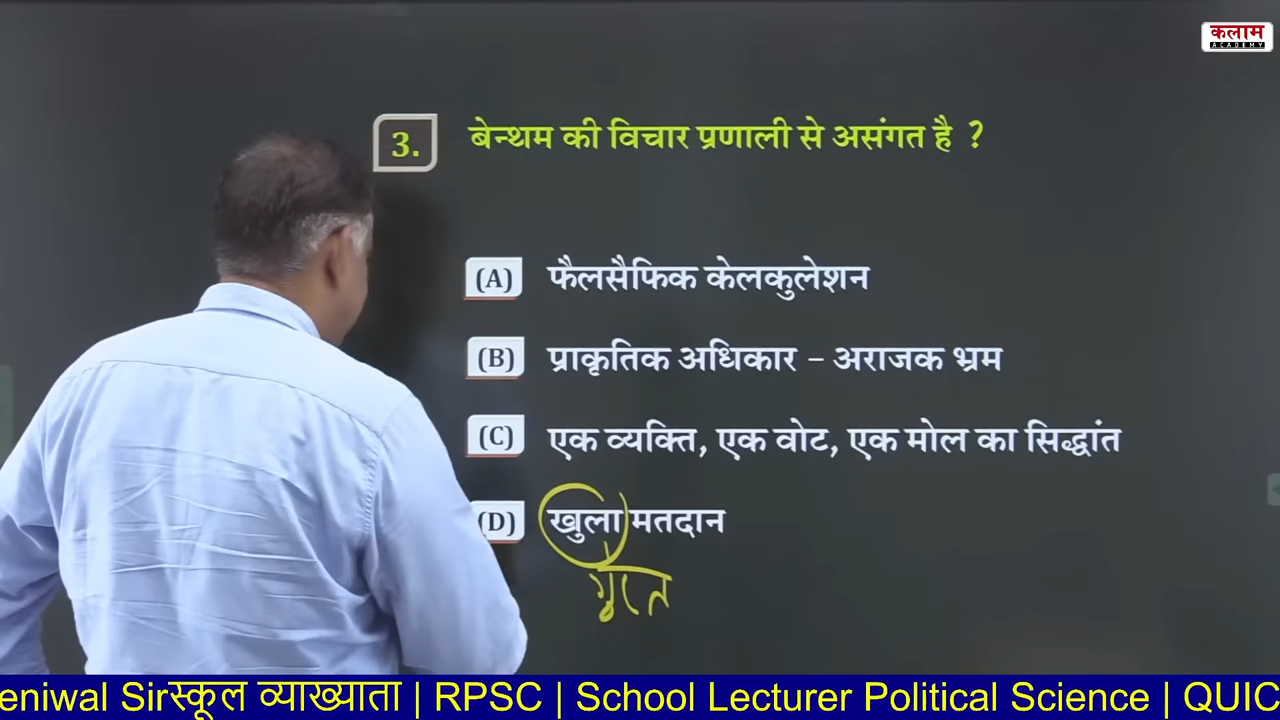 कलाम
ACADEMY
3. बेन्थम की विचार प्रणाली से असंगत है ?
(A) फैलसैफिक केलकुलेशन
(B) प्राकृतिक अधिकार – अराजक भ्रम
(C) एक व्यक्ति, एक वोट, एक मोल का सिद्धांत
(D) खुला मतदान
eniwal Sirस्कूल व्याख्याता | RPSC | School Lecturer Political Science | QUIC